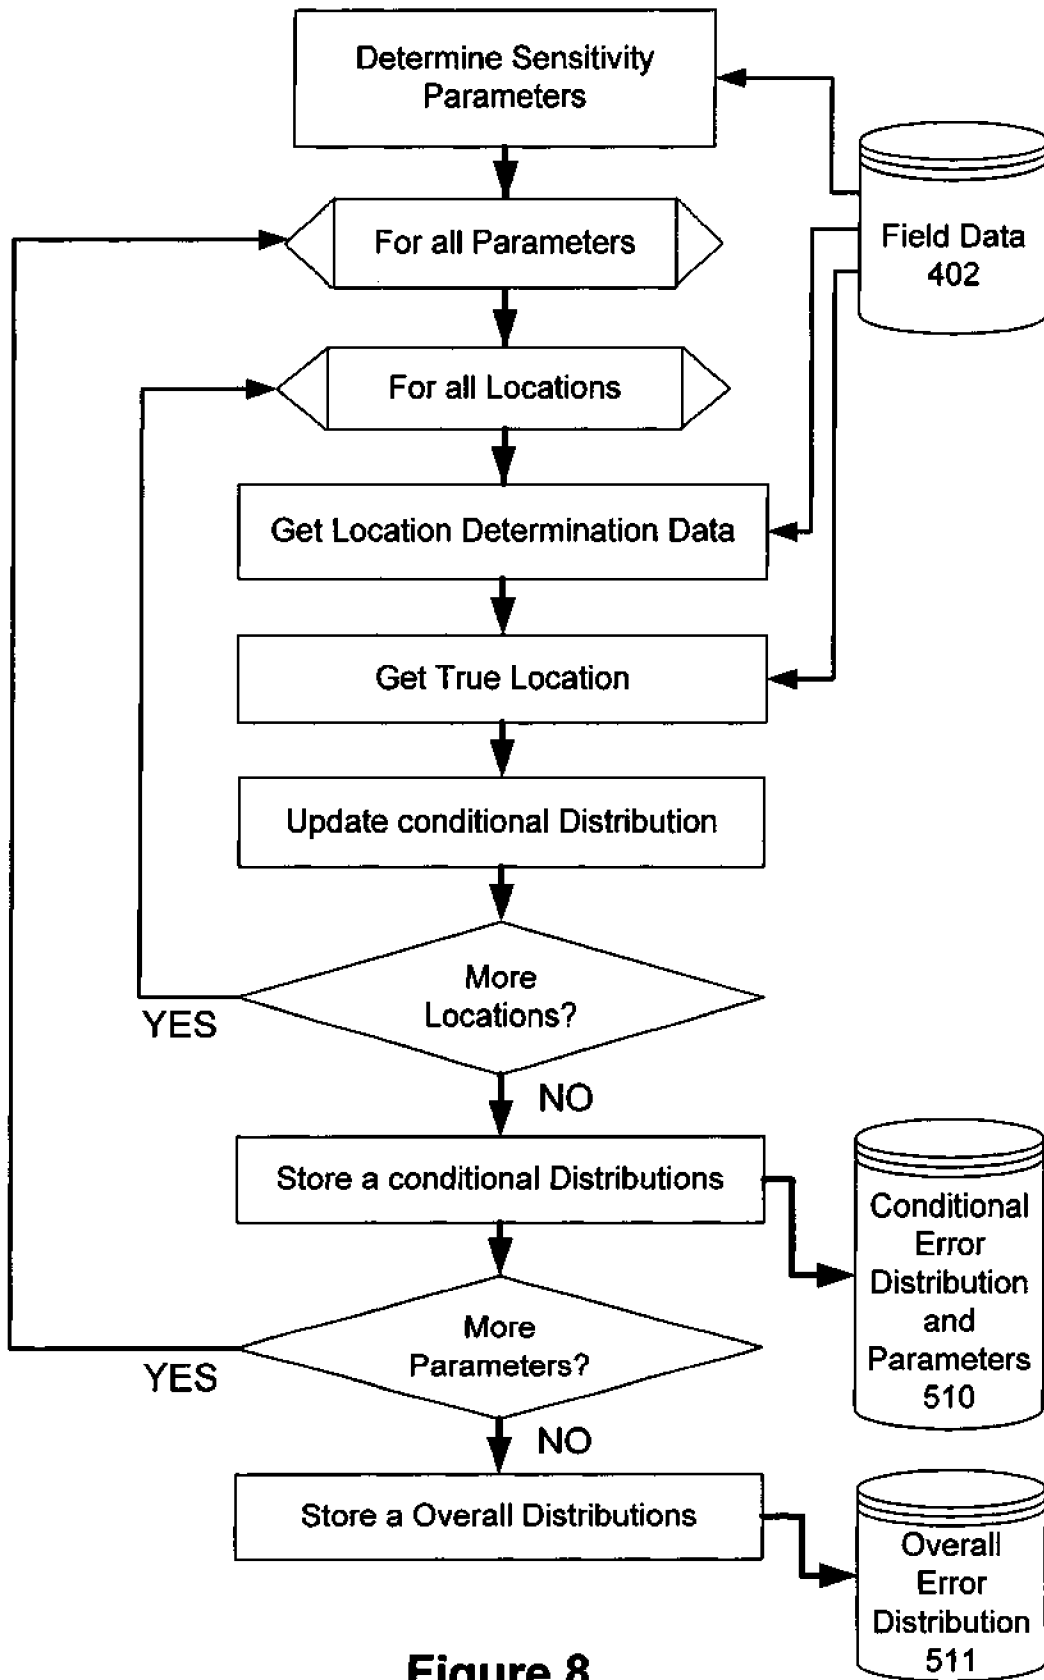 Determine Sensitivity
Parameters
For all Parameters
Field Data
402
For all Locations
Get Location Determination Data
Get True Location
Update conditional Distribution
More
Locations?
YES
NO
Store a conditional Distributions
Conditional
Error
Distribution
and
Parameters
510
More
Parameters?
YES
NO
Store a Overall Distributions
Overall
Error
Distribution
511
Figure 8